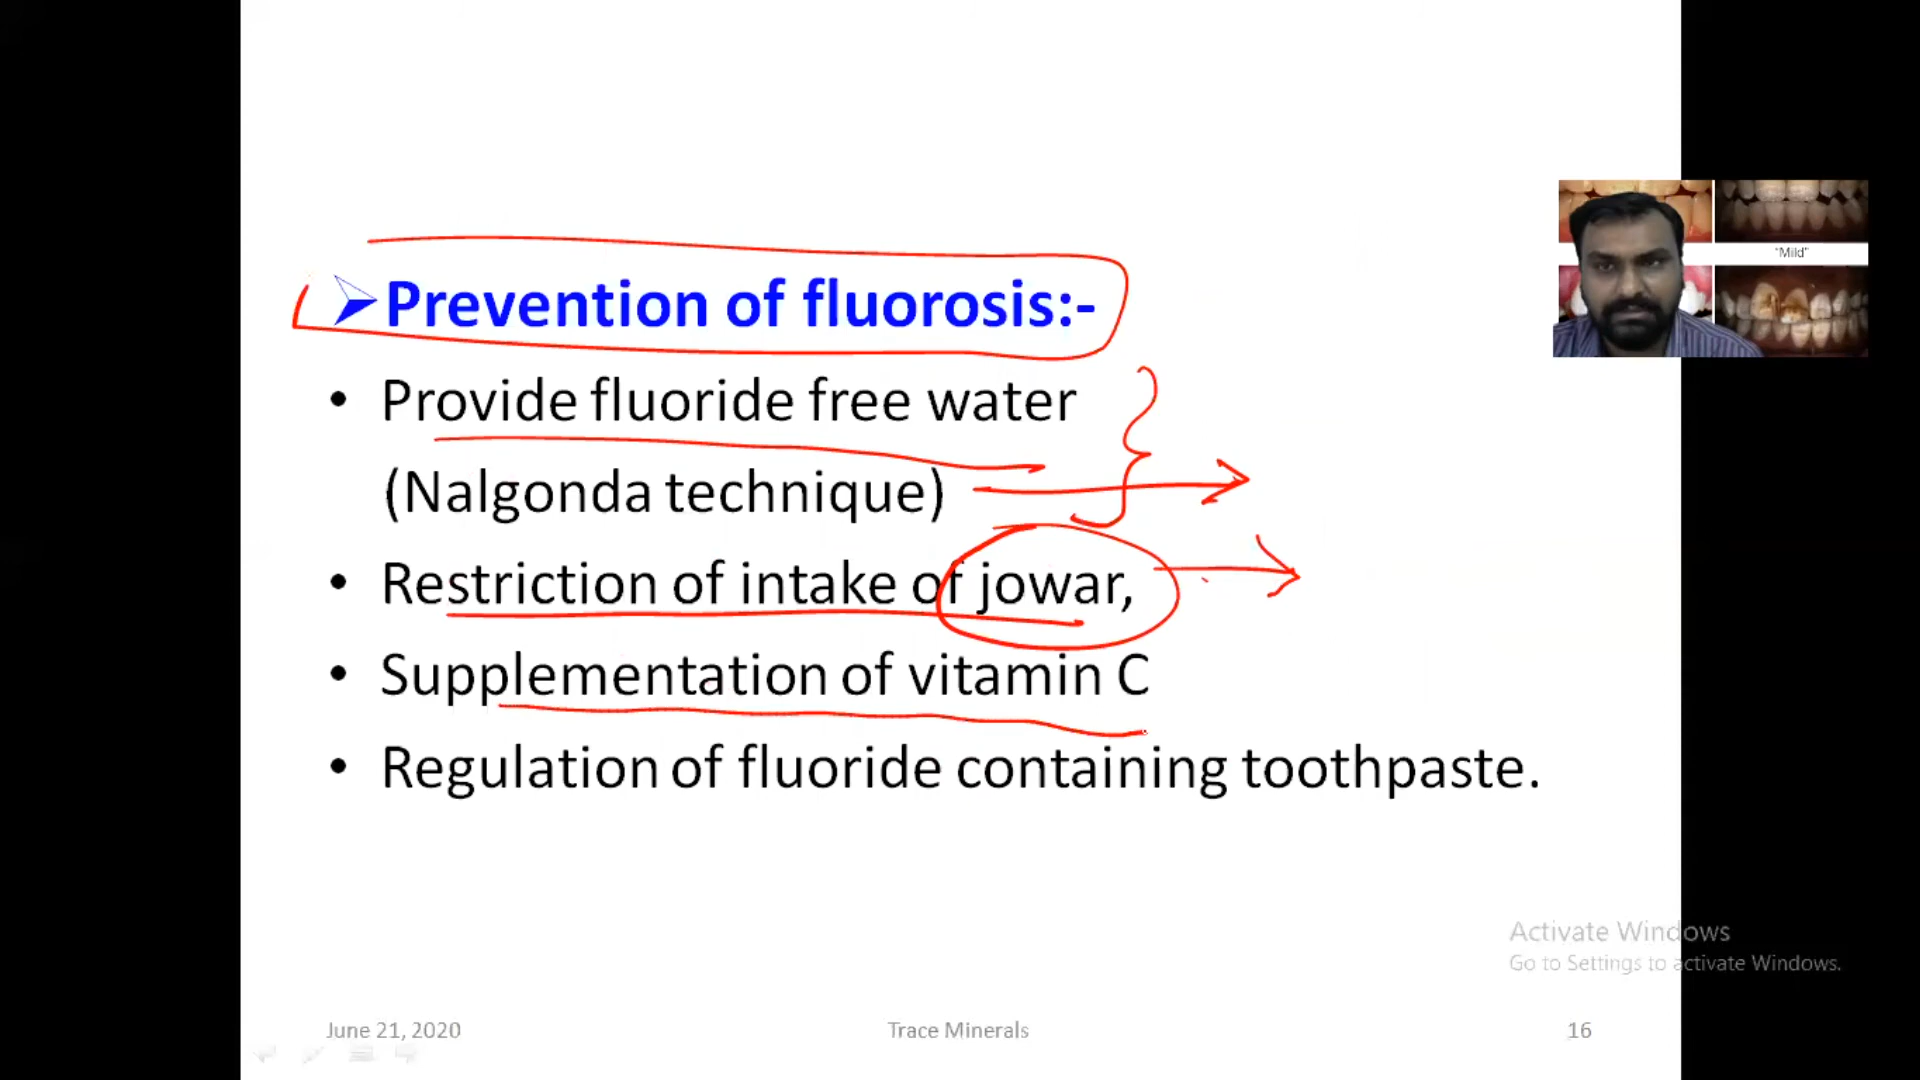 ➢Prevention of fluorosis:-
• Provide fluoride free water
(Nalgonda technique)
• Restriction of intake of jowar,
• Supplementation of vitamin C
• Regulation of fluoride containing toothpaste.
"Mild"
Activate Windows
Go to Settings to activate Windows.
June 21, 2020
Trace Minerals
16